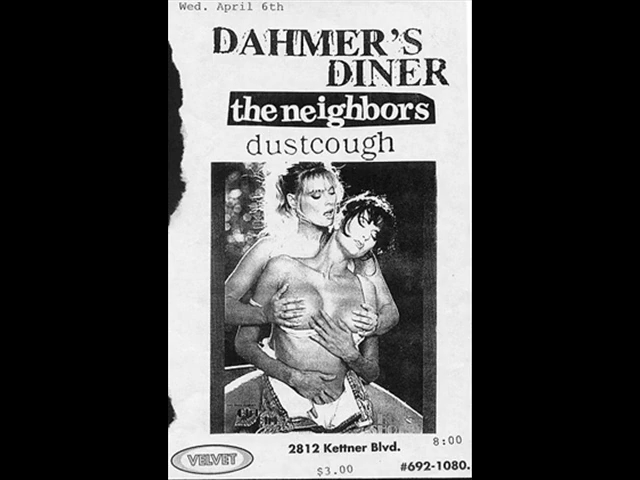 Wed. April 6th
DAHMER'S
DINER
the neighbors
dustcough
8:00
2812 Kettner Blvd.
VELVET
$3.00
#692-1080.